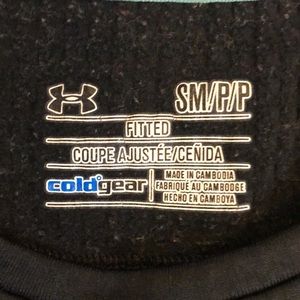 SM/P/P
FITTED
COUPE AJUSTÉE/CEÑIDA
coldgear
MADE IN CAMBODIA
FABRIQUÉ AU CAMBODGE
HECHO EN CAMBOYA